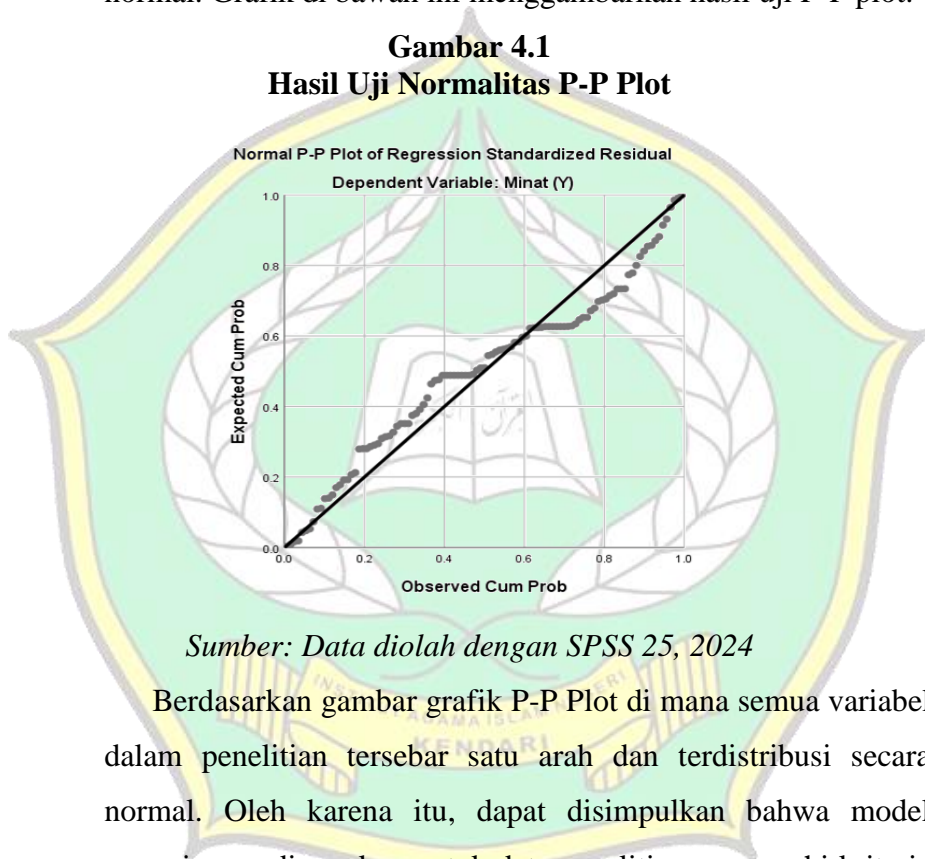 normal. Grafik di bawah ini menggambarkan hasil uji P-P plot.
Gambar 4.1
Hasil Uji Normalitas P-P Plot
Normal P-P Plot of Regression Standardized Residual
Dependent Variable: Minat (Y)
1.0
0.8
0.6
0.4
0.2
0.0
Expected Cum Prob
0.0 0.2 0.4 0.6 0.8 1.0
Observed Cum Prob
Sumber: Data diolah dengan SPSS 25, 2024
INSTITUT AGAMA ISLAM NEGERI
KENDARI
Berdasarkan gambar grafik P-P Plot di mana semua variabel
dalam penelitian tersebar satu arah dan terdistribusi secara
normal. Oleh karena itu, dapat disimpulkan bahwa model